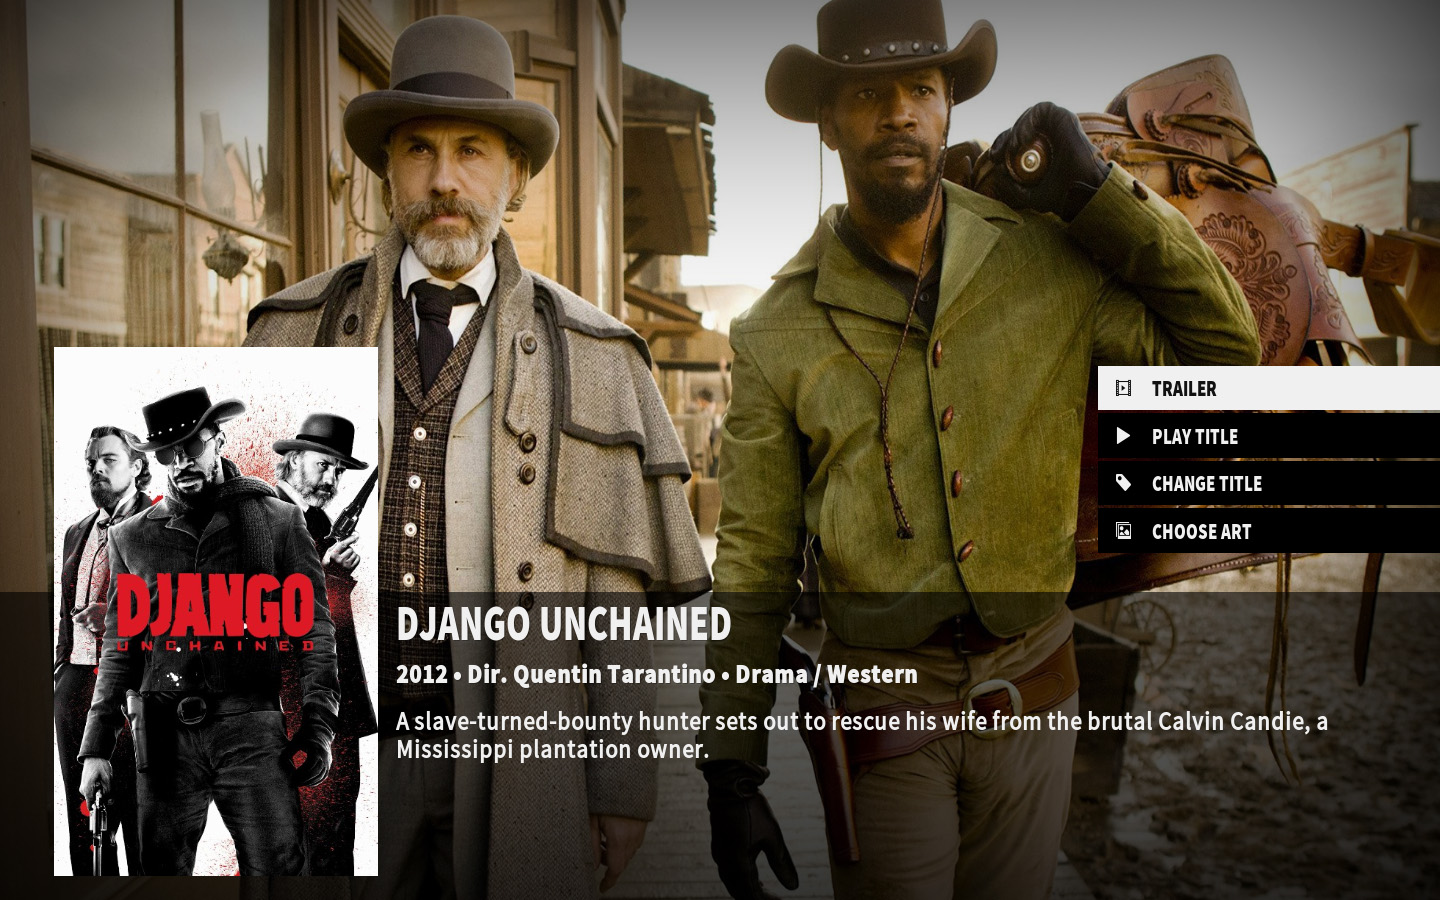 TRAILER
PLAY TITLE
CHANGE TITLE
CHOOSE ART
DJANGO
UNCHAINED
DJANGO UNCHAINED
2012 • Dir. Quentin Tarantino • Drama / Western
A slave-turned-bounty hunter sets out to rescue his wife from the brutal Calvin Candie, a
Mississippi plantation owner.